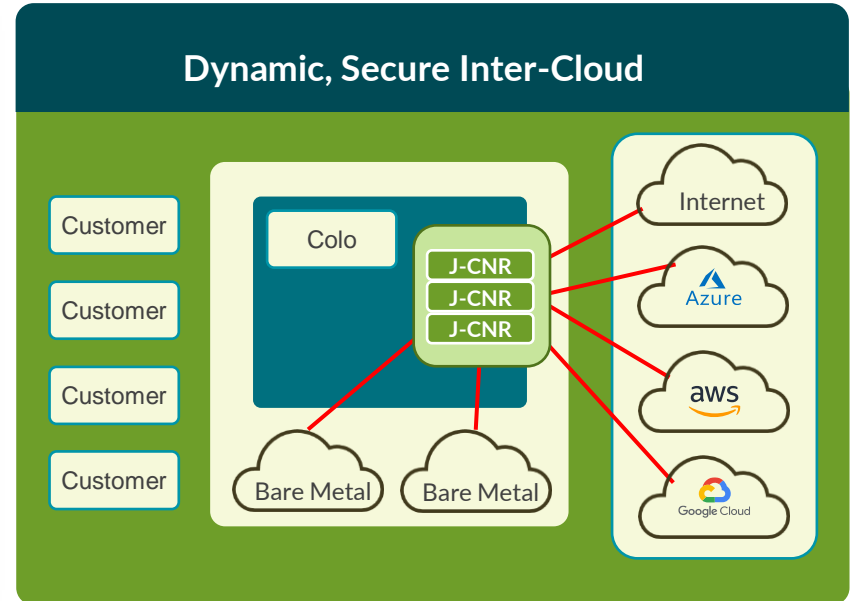 Dynamic, Secure Inter-Cloud
Customer
Customer
Customer
Customer
Colo
J-CNR
J-CNR
J-CNR
Bare Metal
Bare Metal
Internet
Azure
aws
Google Cloud